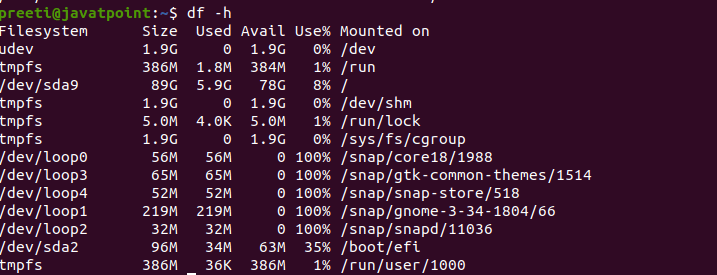 preeti@javatpoint:~$ df -h
Filesystem      Size  Used Avail Use% Mounted on
udev            1.9G     0  1.9G   0% /dev
tmpfs           386M  1.8M  384M   1% /run
/dev/sda9        89G  5.9G   78G   8% /
tmpfs           1.9G     0  1.9G   0% /dev/shm
tmpfs           5.0M  4.0K  5.0M   1% /run/lock
tmpfs           1.9G     0  1.9G   0% /sys/fs/cgroup
/dev/loop0       56M   56M     0 100% /snap/core18/1988
/dev/loop3       65M   65M     0 100% /snap/gtk-common-themes/1514
/dev/loop4       52M   52M     0 100% /snap/snap-store/518
/dev/loop1      219M  219M     0 100% /snap/gnome-3-34-1804/66
/dev/loop2       32M   32M     0 100% /snap/snapd/11036
/dev/sda2        96M   34M   63M  35% /boot/efi
tmpfs           386M   36K  386M   1% /run/user/1000